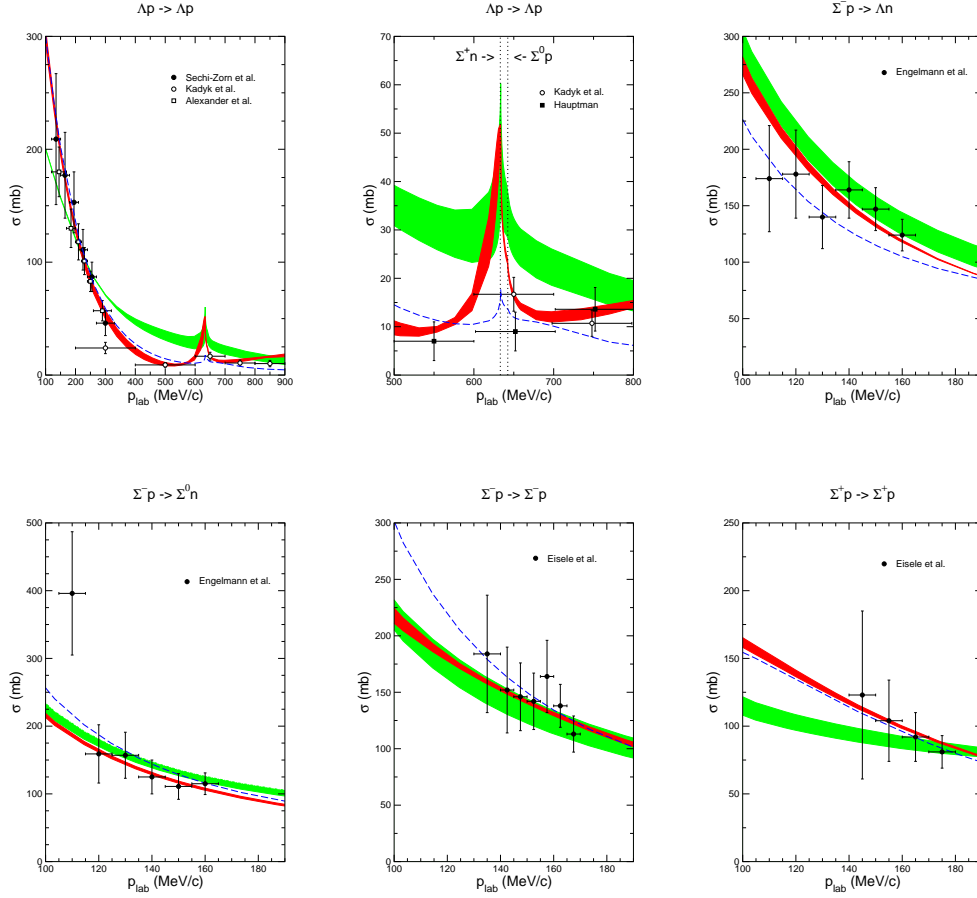 Λp -> Λp
σ (mb)
300
200
100
0
Sechi-Zorn et al.
Kadyk et al.
Alexander et al.
100 200 300 400 500 600 700 800 900
p_lab (MeV/c)
Λp -> Λp
σ (mb)
70
60
50
40
30
20
10
0
Σ⁺n -> <- Σ⁰p
Kadyk et al.
Hauptman
500 600 700 800
p_lab (MeV/c)
Σ⁻p -> Λn
σ (mb)
300
250
200
150
100
50
0
Engelmann et al.
100 120 140 160 180
p_lab (MeV/c)
Σ⁻p -> Σ⁰n
σ (mb)
500
400
300
200
100
0
Engelmann et al.
100 120 140 160 180
p_lab (MeV/c)
Σ⁻p -> Σ⁻p
σ (mb)
300
250
200
150
100
50
0
Eisele et al.
100 120 140 160 180
p_lab (MeV/c)
Σ⁺p -> Σ⁺p
σ (mb)
250
200
150
100
50
0
Eisele et al.
100 120 140 160 180
p_lab (MeV/c)